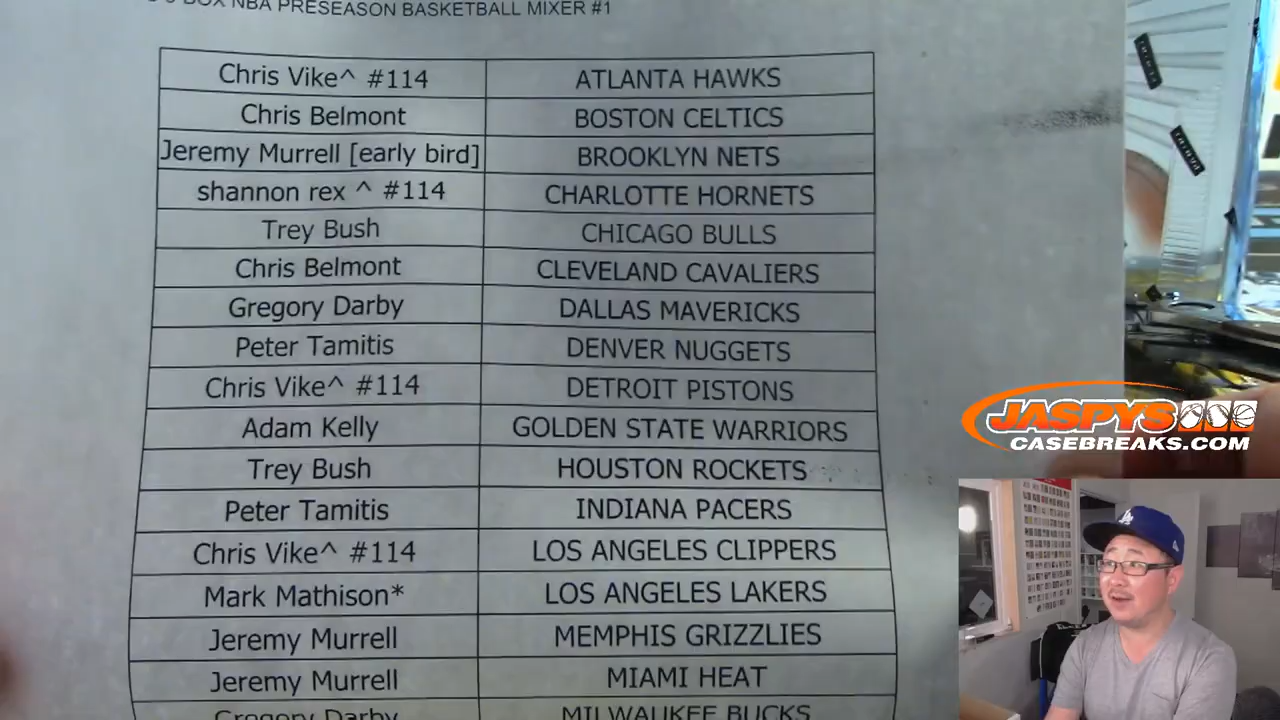 BOX NBA PRESEASON BASKETBALL MIXER #1
Chris Vike^ #114 ATLANTA HAWKS
Chris Belmont BOSTON CELTICS
Jeremy Murrell [early bird] BROOKLYN NETS
shannon rex ^ #114 CHARLOTTE HORNETS
Trey Bush CHICAGO BULLS
Chris Belmont CLEVELAND CAVALIERS
Gregory Darby DALLAS MAVERICKS
Peter Tamitis DENVER NUGGETS
Chris Vike^ #114 DETROIT PISTONS
Adam Kelly GOLDEN STATE WARRIORS
Trey Bush HOUSTON ROCKETS
Peter Tamitis INDIANA PACERS
Chris Vike^ #114 LOS ANGELES CLIPPERS
Mark Mathison* LOS ANGELES LAKERS
Jeremy Murrell MEMPHIS GRIZZLIES
Jeremy Murrell MIAMI HEAT
Gregory Darby MILWAUKEE BUCKS
JASPYS
CASEBREAKS.COM
LA